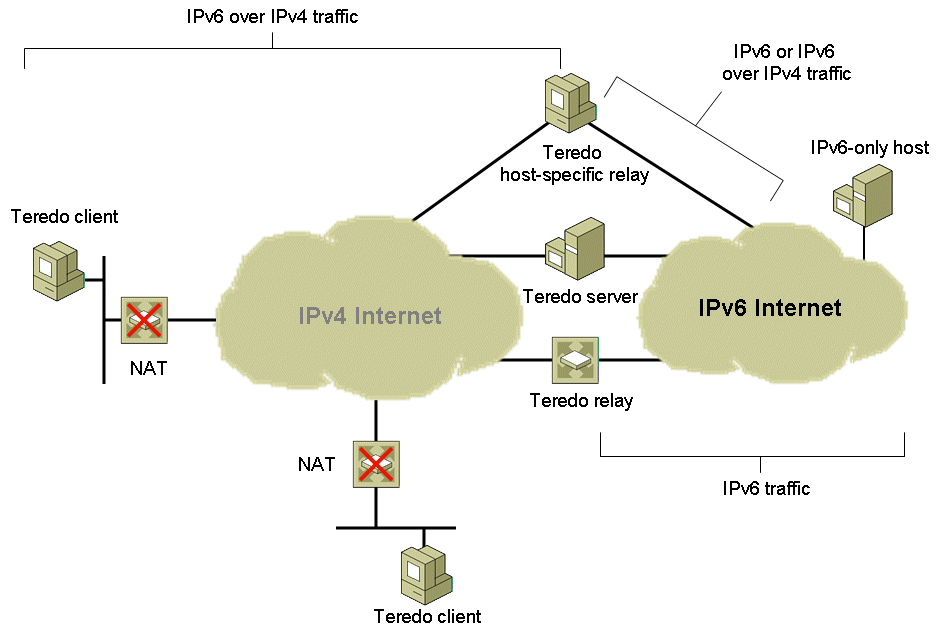 IPv6 over IPv4 traffic
IPv6 or IPv6
over IPv4 traffic
Teredo
host-specific relay
IPv6-only host
Teredo client
Teredo server
IPv4 Internet
IPv6 Internet
NAT
Teredo relay
NAT
IPv6 traffic
Teredo client